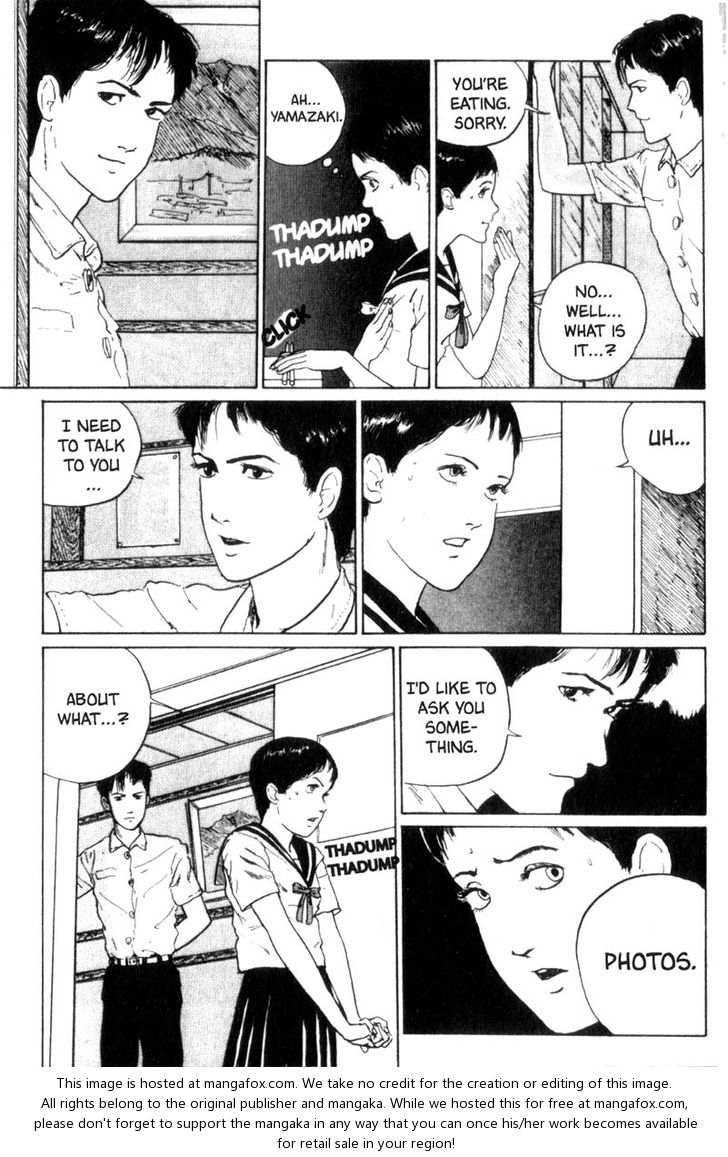 AH...
YAMAZAKI.
THADUMP
THADUMP
CLICK
YOU'RE
EATING.
SORRY.
NO...
WELL...
WHAT IS
IT...?
I NEED
TO TALK
TO YOU
...
UH...
ABOUT
WHAT...?
THADUMP
THADUMP
I'D LIKE TO
ASK YOU
SOME-
THING.
PHOTOS.
This image is hosted at mangafox.com. We take no credit for the creation or editing of this image.
All rights belong to the original publisher and mangaka. While we hosted this for free at mangafox.com,
please don't forget to support the mangaka in any way that you can once his/her work becomes available
for retail sale in your region!